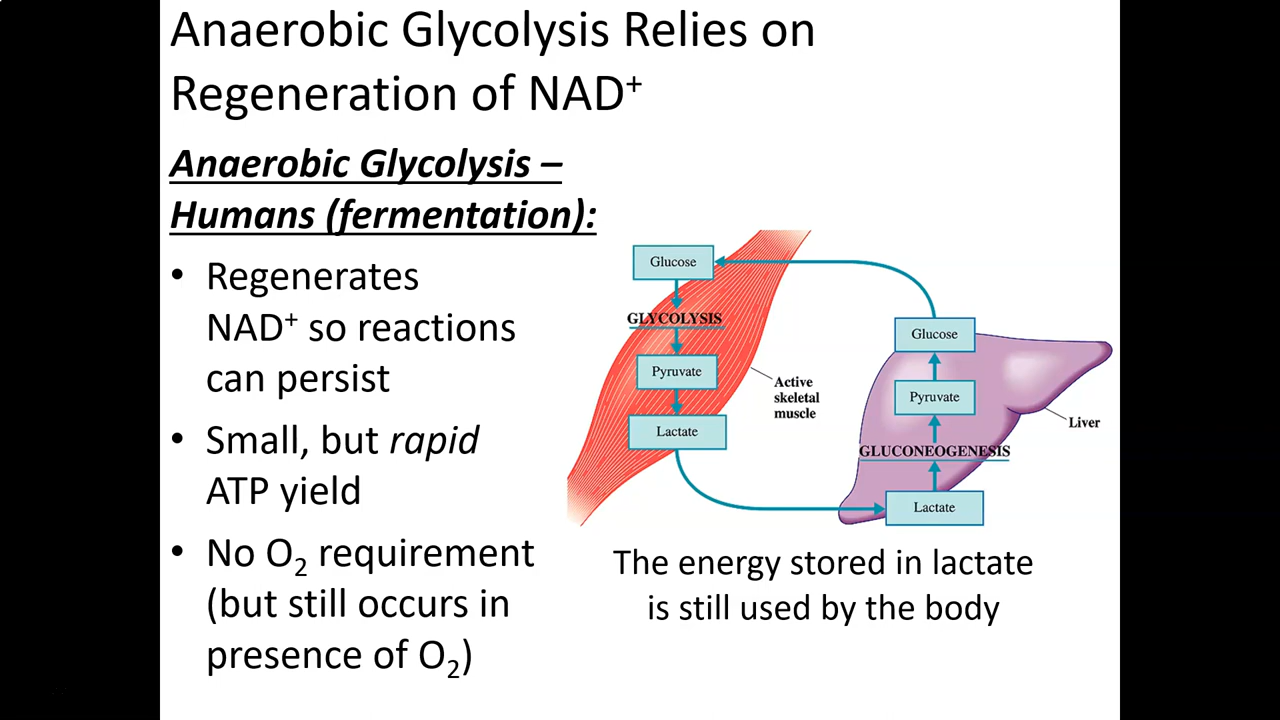 Anaerobic Glycolysis Relies on
Regeneration of NAD⁺
Anaerobic Glycolysis –
Humans (fermentation):
• Regenerates
NAD⁺ so reactions
can persist
• Small, but rapid
ATP yield
• No O₂ requirement
(but still occurs in
presence of O₂)
Glucose
GLYCOLYSIS
Pyruvate
Lactate
Active
skeletal
muscle
Glucose
Pyruvate
Liver
GLUCONEOGENESIS
Lactate
The energy stored in lactate
is still used by the body